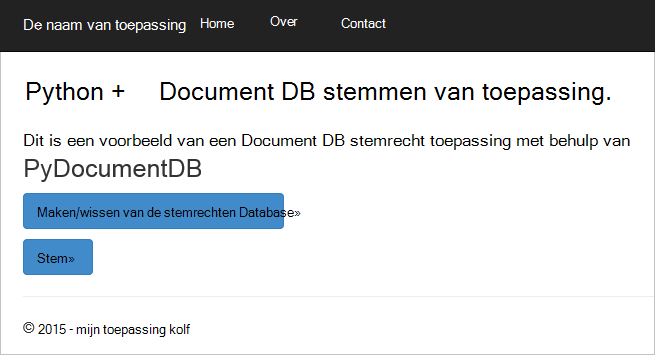 De naam van toepassing Home Over Contact
Python + Document DB stemmen van toepassing.
Dit is een voorbeeld van een Document DB stemrecht toepassing met behulp van
PyDocumentDB
Maken/wissen van de stemrechten Database»
Stem»
© 2015 - mijn toepassing kolf